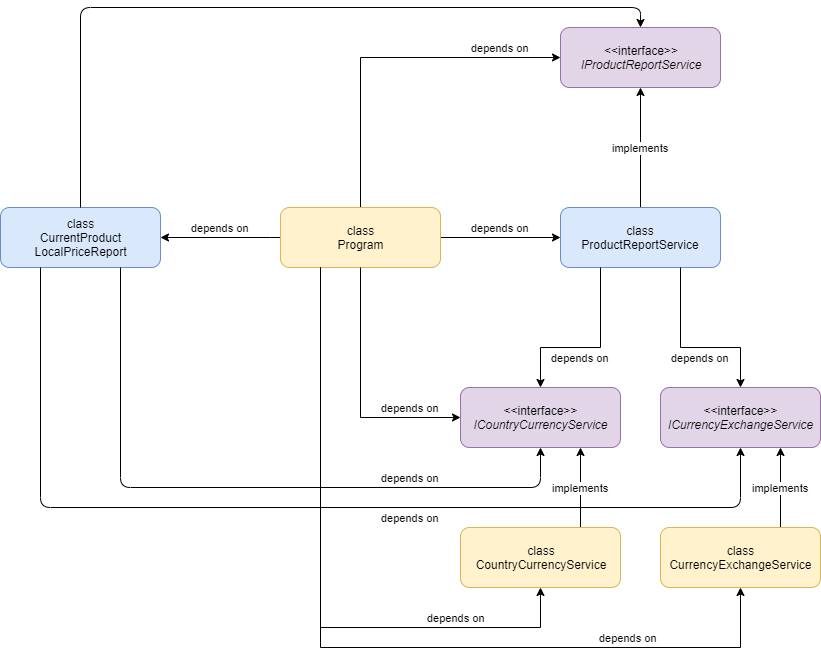 <<interface>>
IProductReportService
depends on
implements
class
CurrentProduct
LocalPriceReport
depends on
class
Program
depends on
class
ProductReportService
depends on
depends on
<<interface>>
ICountryCurrencyService
depends on
<<interface>>
ICurrencyExchangeService
depends on
implements
implements
depends on
class
CountryCurrencyService
class
CurrencyExchangeService
depends on
depends on